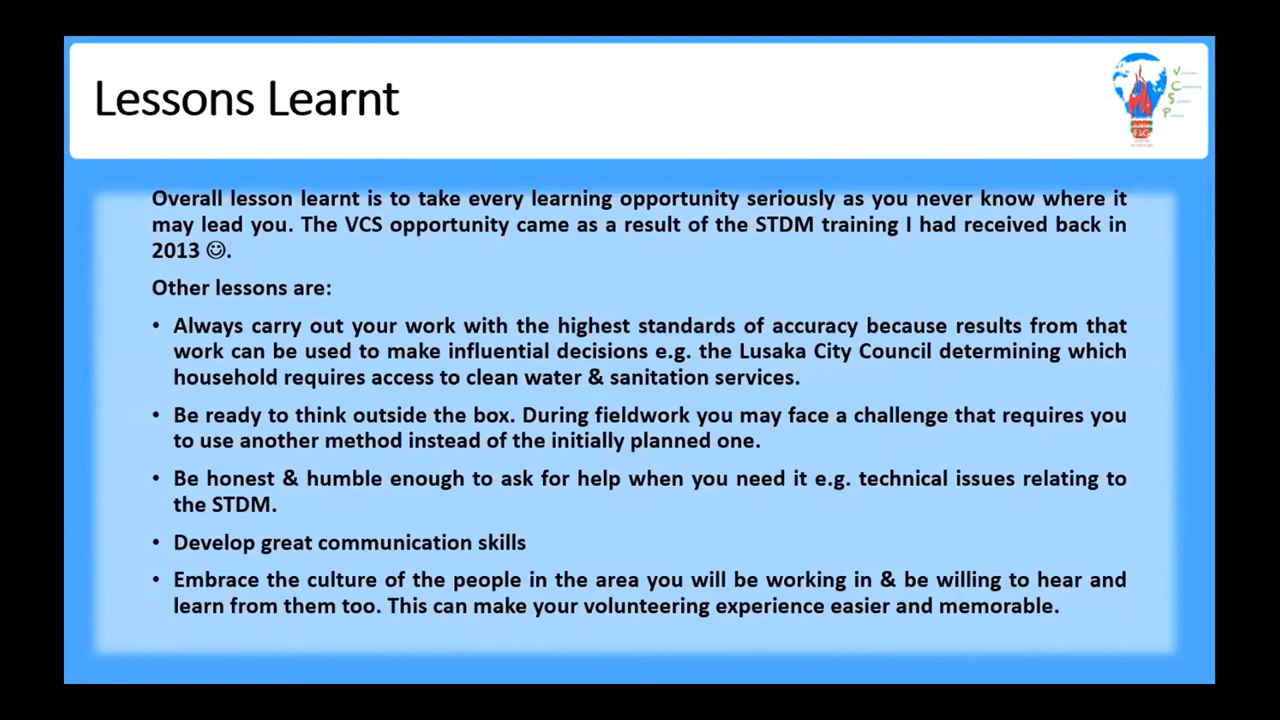 Lessons Learnt
V
C
S
P
Overall lesson learnt is to take every learning opportunity seriously as you never know where it
may lead you. The VCS opportunity came as a result of the STDM training I had received back in
2013 ☺.
Other lessons are:
• Always carry out your work with the highest standards of accuracy because results from that
work can be used to make influential decisions e.g. the Lusaka City Council determining which
household requires access to clean water & sanitation services.
• Be ready to think outside the box. During fieldwork you may face a challenge that requires you
to use another method instead of the initially planned one.
• Be honest & humble enough to ask for help when you need it e.g. technical issues relating to
the STDM.
• Develop great communication skills
• Embrace the culture of the people in the area you will be working in & be willing to hear and
learn from them too. This can make your volunteering experience easier and memorable.